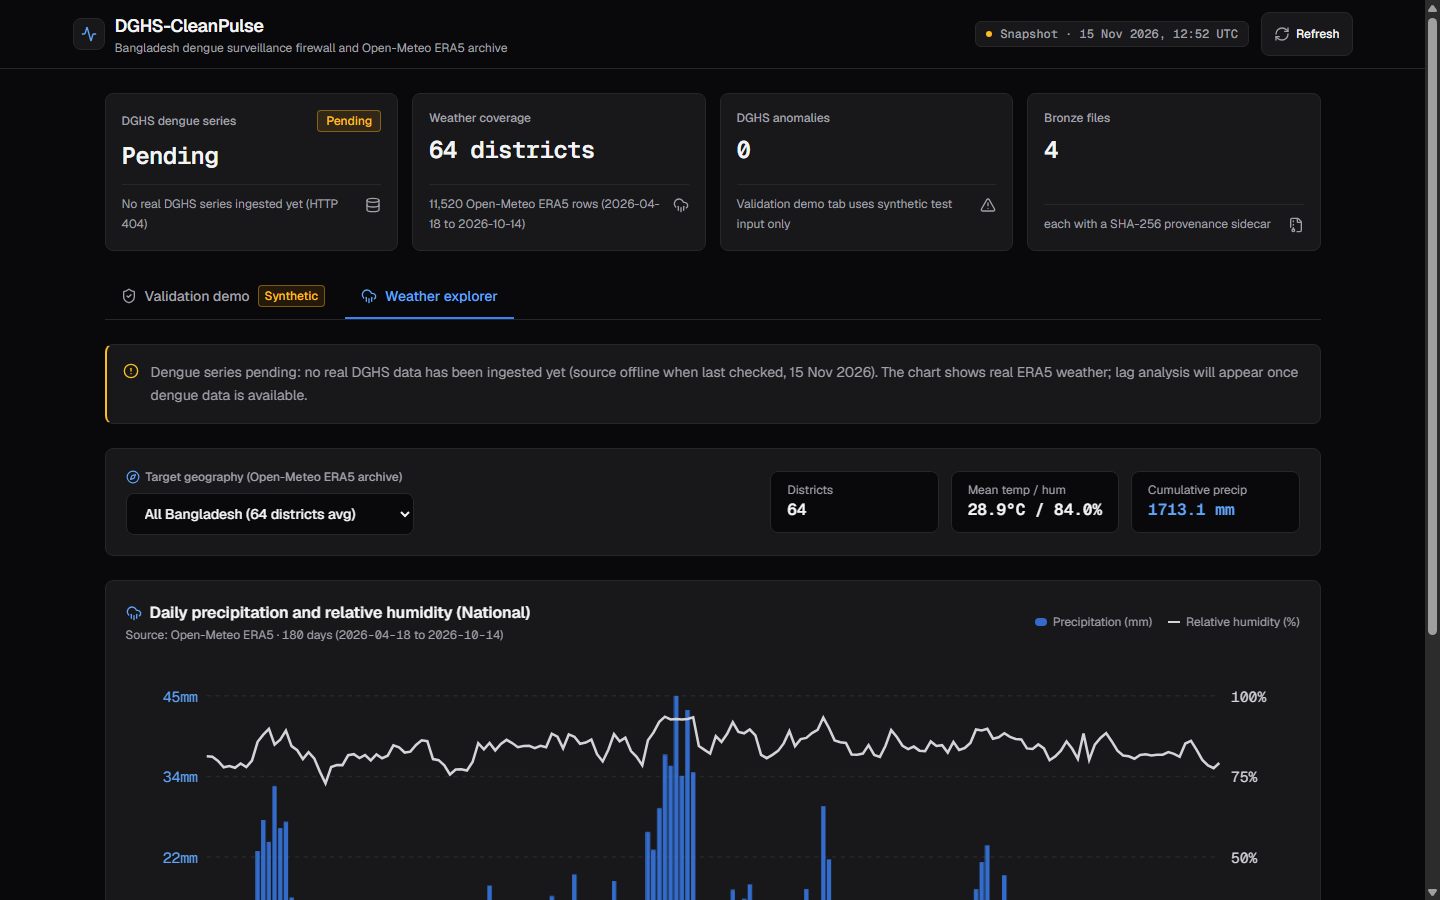 DGHS-CleanPulse
Bangladesh dengue surveillance firewall and Open-Meteo ERA5 archive
Snapshot · 15 Nov 2026, 12:52 UTC
Refresh
DGHS dengue series
Pending
Pending
No real DGHS series ingested yet (HTTP
404)
Weather coverage
64 districts
11,520 Open-Meteo ERA5 rows (2026-04-
18 to 2026-10-14)
DGHS anomalies
0
Validation demo tab uses synthetic test
input only
Bronze files
4
each with a SHA-256 provenance sidecar
Validation demo
Synthetic
Weather explorer
Dengue series pending: no real DGHS data has been ingested yet (source offline when last checked, 15 Nov 2026). The chart shows real ERA5 weather; lag analysis will appear once
dengue data is available.
Target geography (Open-Meteo ERA5 archive)
All Bangladesh (64 districts avg)
Districts
64
Mean temp / hum
28.9°C / 84.0%
Cumulative precip
1713.1 mm
Daily precipitation and relative humidity (National)
Source: Open-Meteo ERA5 · 180 days (2026-04-18 to 2026-10-14)
Precipitation (mm)
Relative humidity (%)
45mm
100%
34mm
75%
22mm
50%